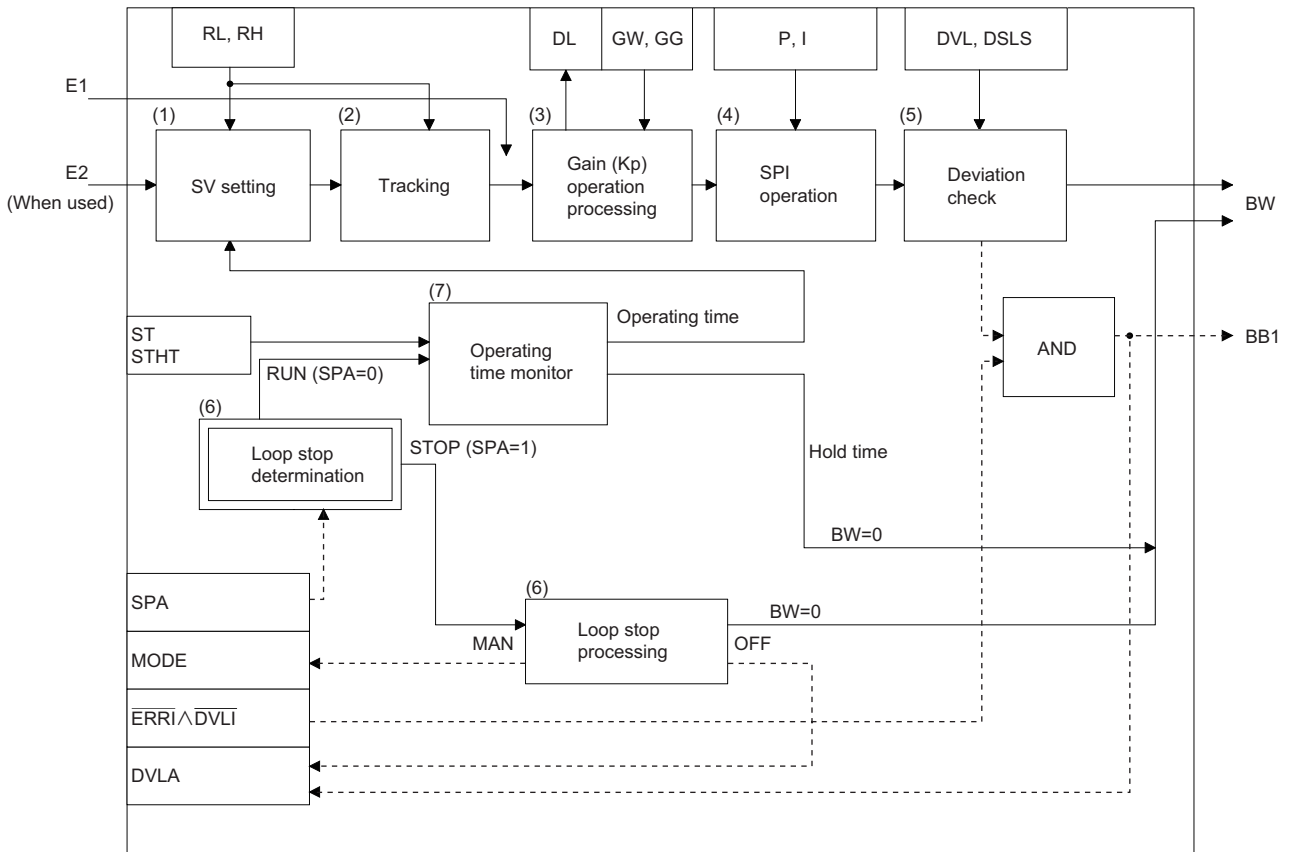 RL, RH
DL
GW, GG
P, I
DVL, DSLS
E1
(1)
(2)
(3)
(4)
(5)
E2
(When used)
SV setting
Tracking
Gain (Kp)
operation
processing
SPI
operation
Deviation
check
BW
(7)
ST
STHT
Operating
time monitor
Operating time
AND
BB1
RUN (SPA=0)
(6)
Loop stop
determination
STOP (SPA=1)
Hold time
BW=0
SPA
(6)
Loop stop
processing
BW=0
MAN
OFF
MODE
E̅R̅R̅I̅∧D̅V̅L̅I̅
DVLA